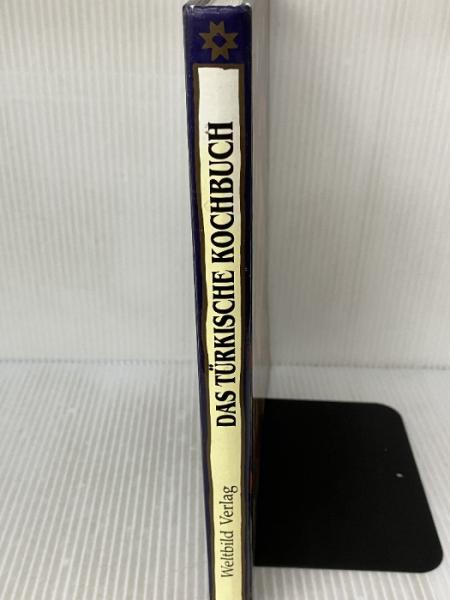 DAS TÜRKISCHE KOCHBUCH
Weltbild Verlag